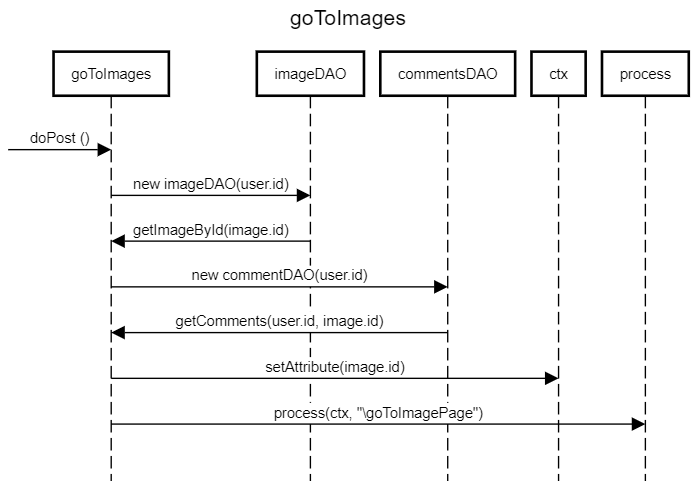 goToImages
goToImages
imageDAO
commentsDAO
ctx
process
doPost ()
new imageDAO(user.id)
getImageById(image.id)
new commentDAO(user.id)
getComments(user.id, image.id)
setAttribute(image.id)
process(ctx, "\goToImagePage")